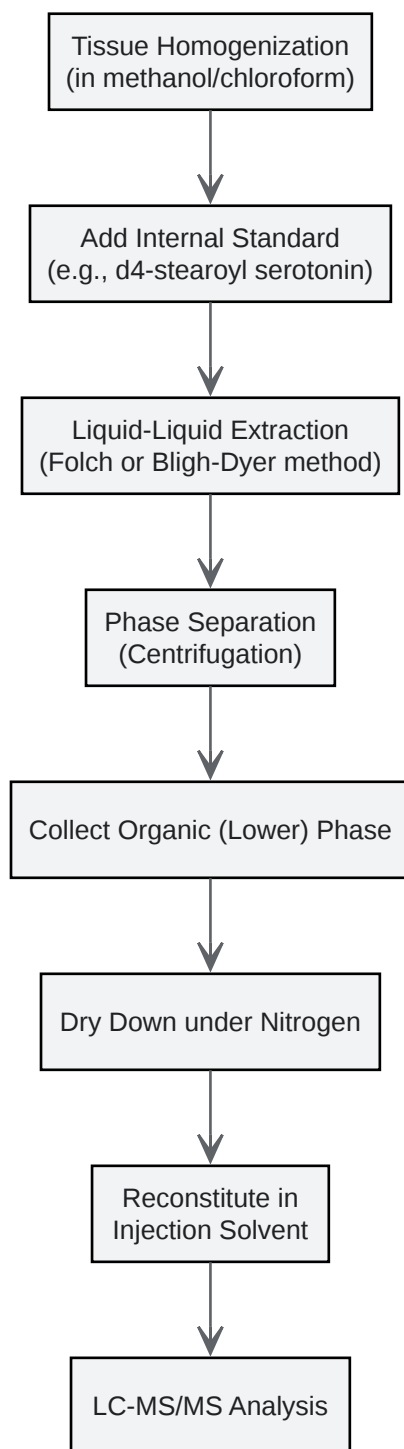 Tissue Homogenization
(in methanol/chloroform)
Add Internal Standard
(e.g., d4-stearoyl serotonin)
Liquid-Liquid Extraction
(Folch or Bligh-Dyer method)
Phase Separation
(Centrifugation)
Collect Organic (Lower) Phase
Dry Down under Nitrogen
Reconstitute in
Injection Solvent
LC-MS/MS Analysis